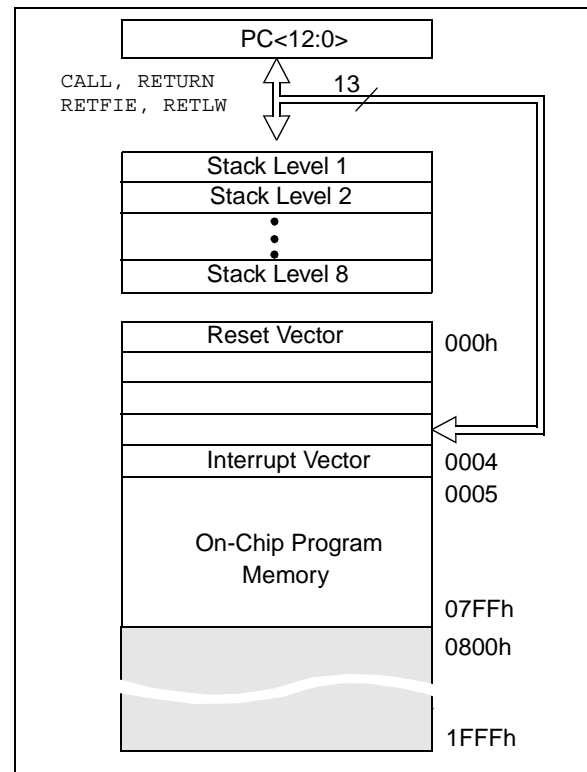 PC<12:0>
CALL, RETURN
RETFIE, RETLW
13
Stack Level 1
Stack Level 2
Stack Level 8
Reset Vector
000h
Interrupt Vector
0004
0005
On-Chip Program
Memory
07FFh
0800h
1FFFh